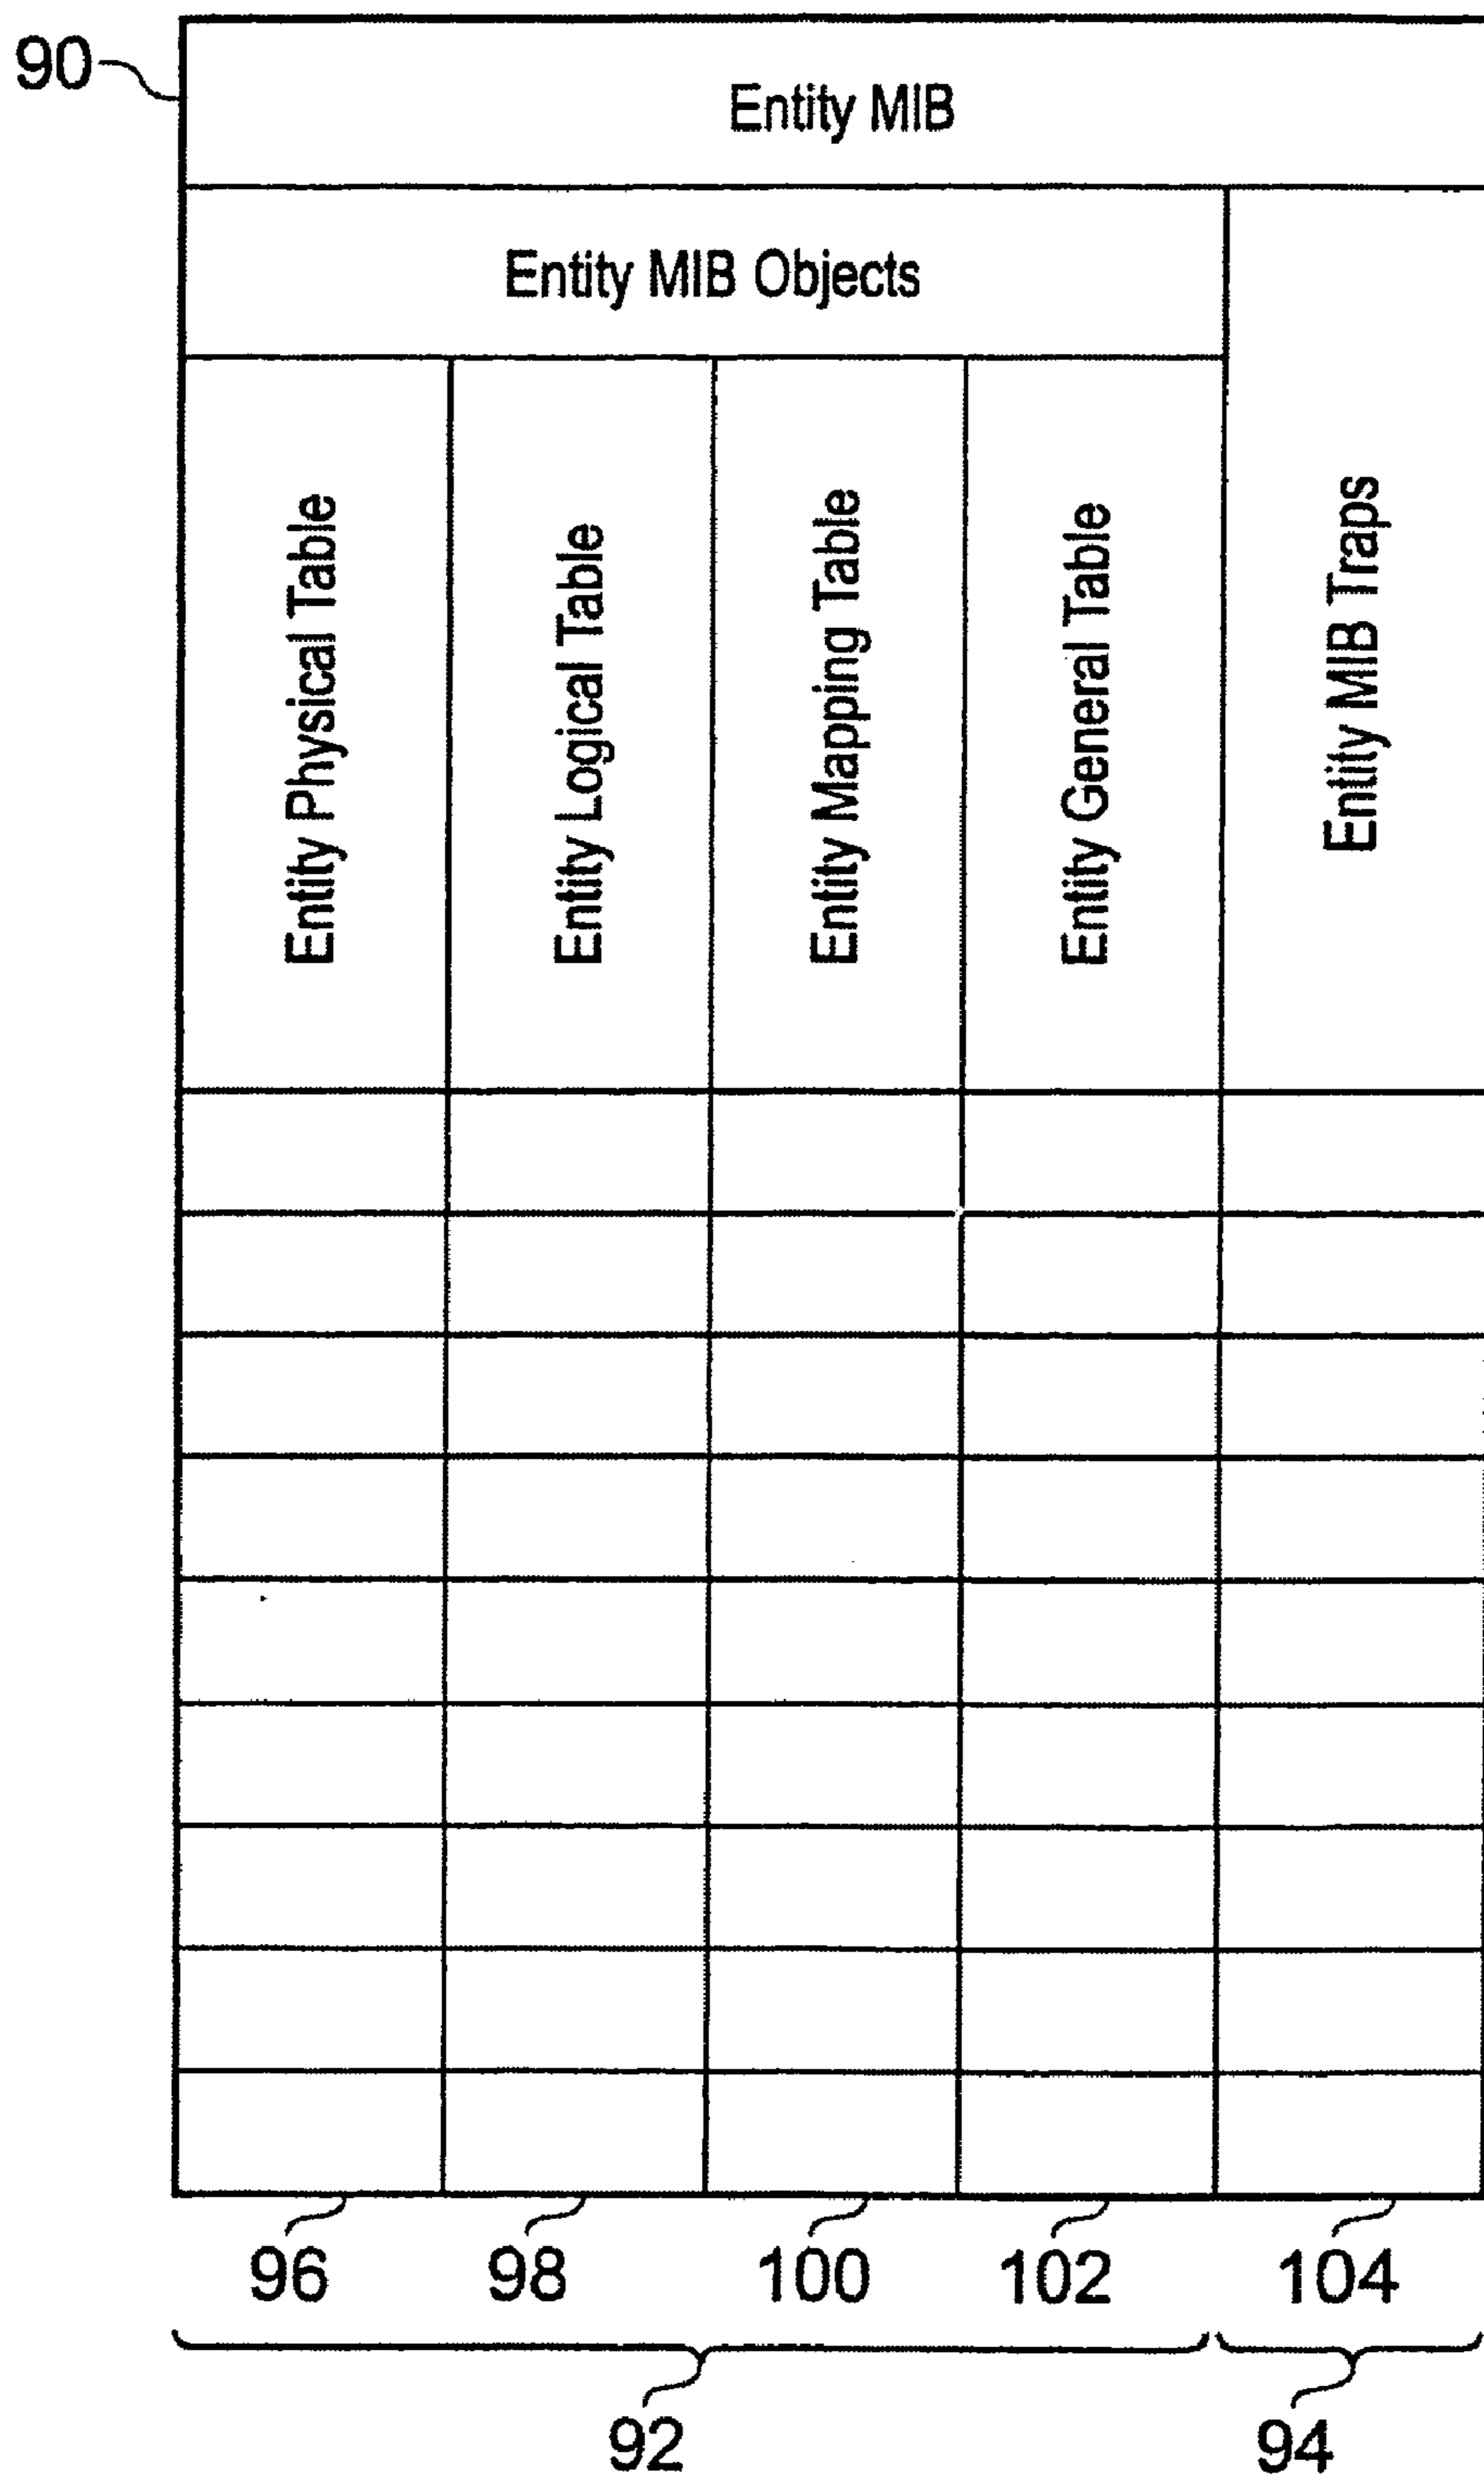 90
Entity MIB
Entity MIB Objects
Entity Physical Table
Entity Logical Table
Entity Mapping Table
Entity General Table
Entity MIB Traps
96
98
100
102
104
92
94